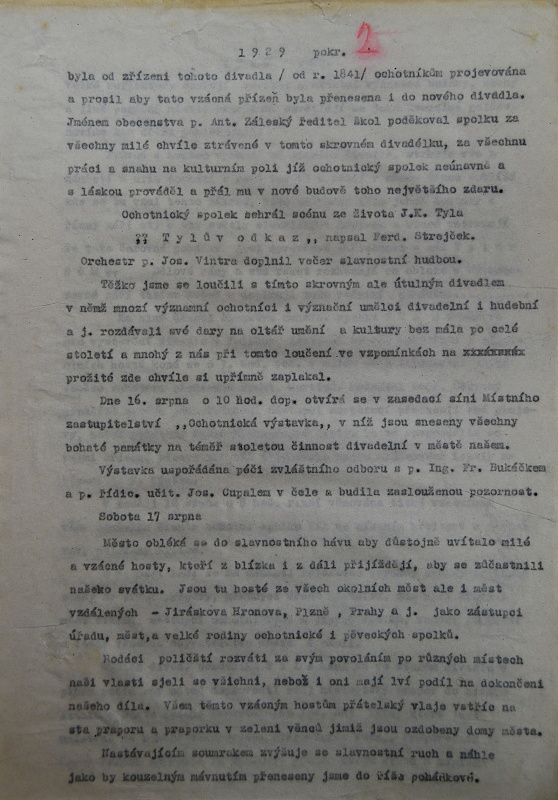 1929 pokr. 2
byla od zřízení tohoto divadla / od r. 1841/ ochotníkům projevována
a prosil aby tato vzácná přízeň byla přenesena i do nového divadla.
Jménem obecenstva p. Ant. Záleský ředitel škol poděkoval spolku za
všechny milé chvíle ztrávené v tomto skrovném divadélku, za všechnu
práci a snahu na kulturním poli jíž ochotnický spolek neúnavně a
s láskou prováděl a přál mu v nové budově toho největšího zdaru.
Ochotnický spolek sehrál scénu ze života J.K. Tyla
,, T y l ů v o d k a z ,, napsal Ferd. Strejček.
Orchestr p. Jos. Vintra doplnil večer slavnostní hudbou.
Těžko jsme se loučili s tímto skrovným ale útulným divadlem
v němž mnozí významní ochotníci i význační umělci divadelní i hudební
a j. rozdávali své dary na oltář umění a kultury bez mála po celé
století a mnohý z nás při tomto loučení ve vzpomínkách na
prožité zde chvíle si upřímně zaplakal.
Dne 16. srpna o 10 hod. dop. otvírá se v zasedací síni Místního
zastupitelství ,,Ochotnická výstavka,, v níž jsou sneseny všechny
bohaté památky na téměř stoletou činnost divadelní v městě našem.
Výstavka uspořádána péčí zvláštního odboru s p. Ing. Fr. Bukáčkem
a p. řídíc. učit. Jos. Cupalem v čele a budila zaslouženou pozornost.
Sobota 17 srpna
Město obléká se do slavnostního hávu aby důstojně uvítalo milé
a vzácné hosty, kteří z blízka i z dáli přijíždějí, aby se zúčastnili
našeho svátku. Jsou tu hosté ze všech okolních měst ale i měst
vzdálených - Jiráskova Hronova, Plzně , Prahy a j. jako zástupci
úřadu, měst,a velké rodiny ochotnické i pěveckých spolků.
Rodáci poličští rozváti za svým povoláním po různých místech
naší vlasti sjeli se všichni, neboť i oni mají lví podíl na dokončení
našeho díla. Všem těmto vzácným hostům přátelský vlaje vstříc na
sta praporu a praporku v zeleni věnců jimiž jsou ozdobeny domy města.
Nastávajícím soumrakem zvyšuje se slavnostní ruch a náhle
jako by kouzelným mávnutím přeneseny jsme do říše pohádkové.